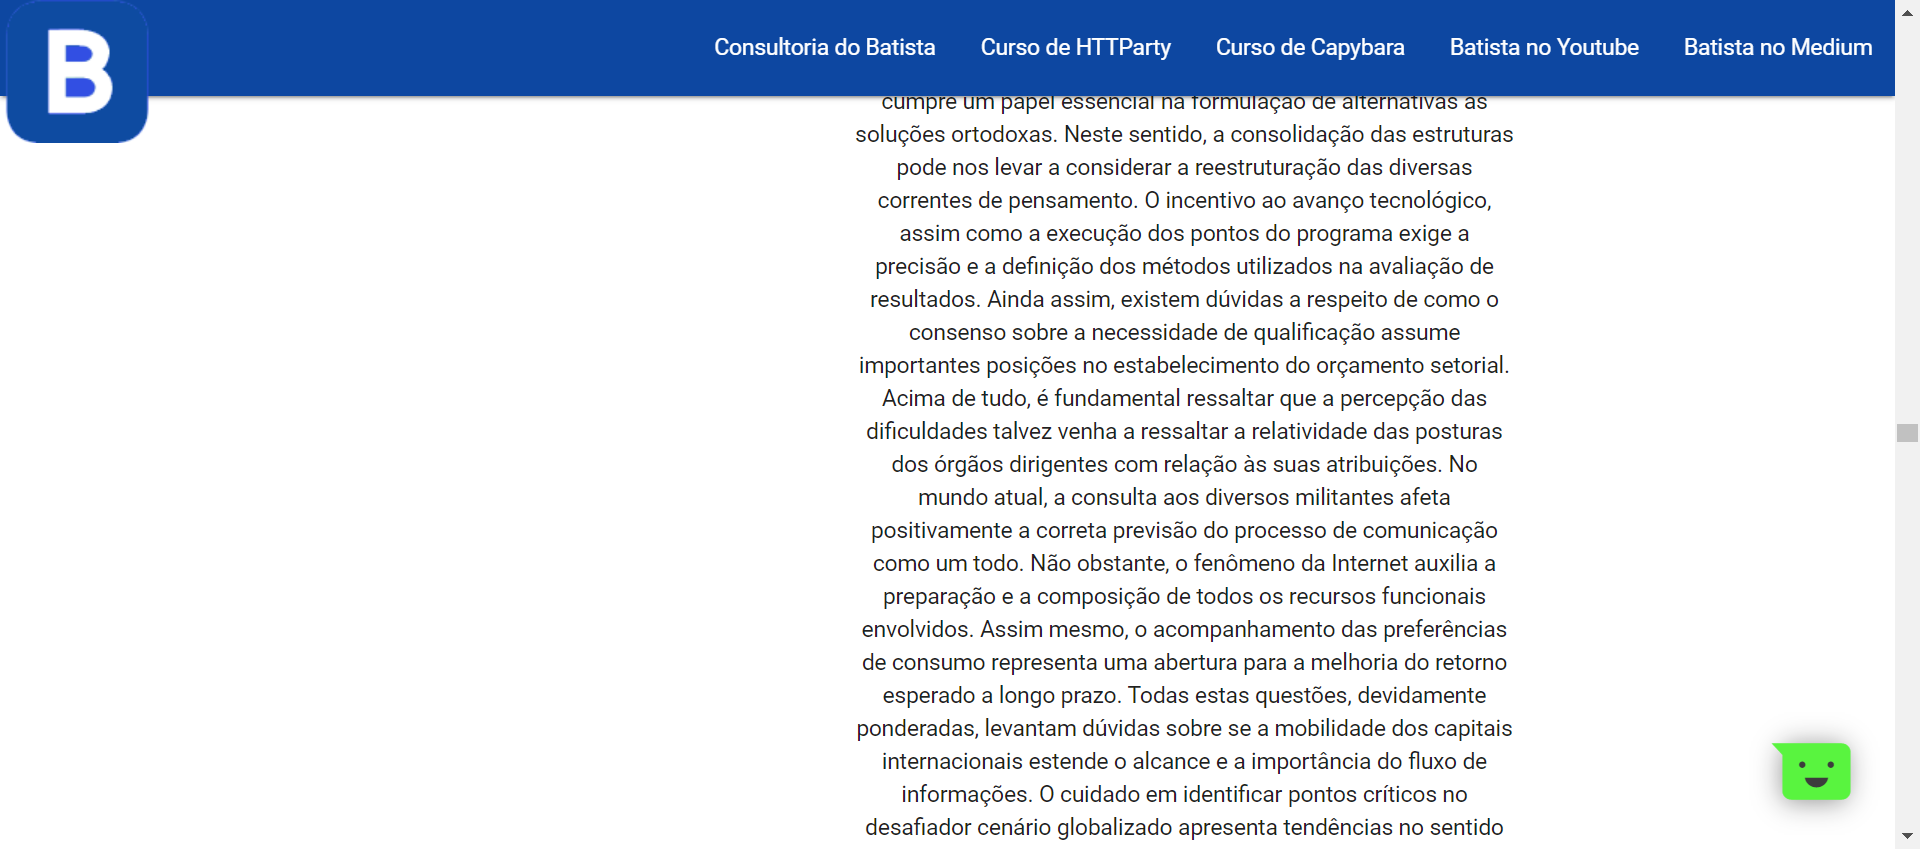 B
Consultoria do Batista Curso de HTTParty Curso de Capybara Batista no Youtube Batista no Medium
cumpre um papel essencial na formulação de alternativas às
soluções ortodoxas. Neste sentido, a consolidação das estruturas
pode nos levar a considerar a reestruturação das diversas
correntes de pensamento. O incentivo ao avanço tecnológico,
assim como a execução dos pontos do programa exige a
precisão e a definição dos métodos utilizados na avaliação de
resultados. Ainda assim, existem dúvidas a respeito de como o
consenso sobre a necessidade de qualificação assume
importantes posições no estabelecimento do orçamento setorial.
Acima de tudo, é fundamental ressaltar que a percepção das
dificuldades talvez venha a ressaltar a relatividade das posturas
dos órgãos dirigentes com relação às suas atribuições. No
mundo atual, a consulta aos diversos militantes afeta
positivamente a correta previsão do processo de comunicação
como um todo. Não obstante, o fenômeno da Internet auxilia a
preparação e a composição de todos os recursos funcionais
envolvidos. Assim mesmo, o acompanhamento das preferências
de consumo representa uma abertura para a melhoria do retorno
esperado a longo prazo. Todas estas questões, devidamente
ponderadas, levantam dúvidas sobre se a mobilidade dos capitais
internacionais estende o alcance e a importância do fluxo de
informações. O cuidado em identificar pontos críticos no
desafiador cenário globalizado apresenta tendências no sentido